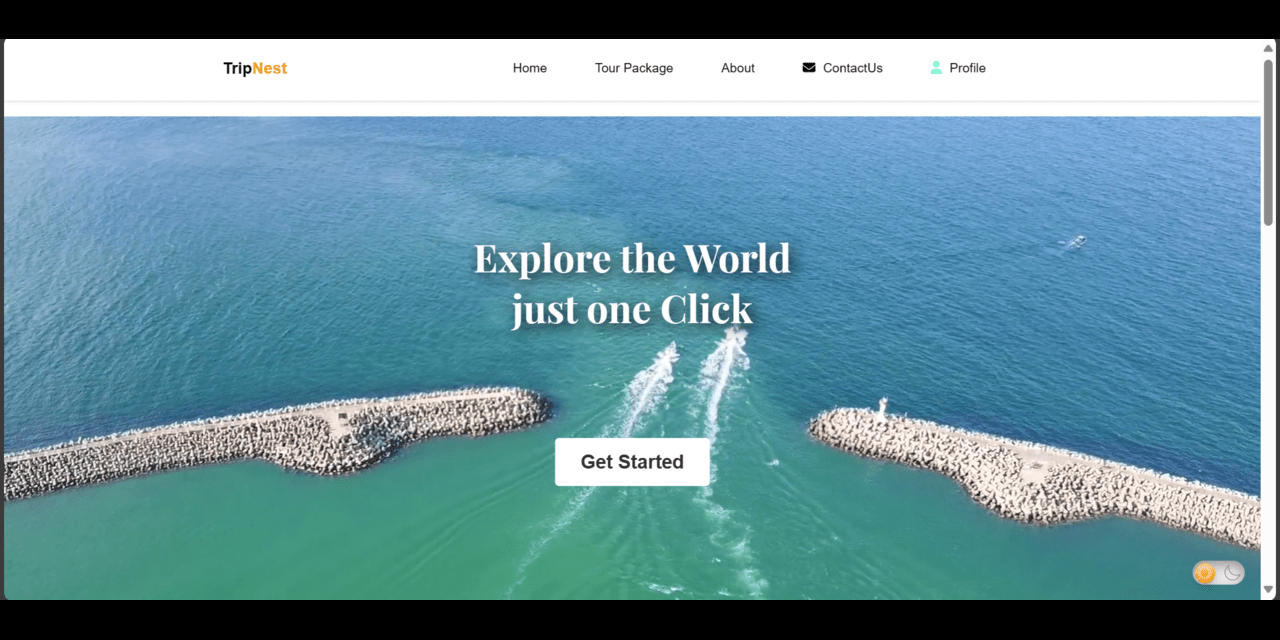 TripNest
Home
Tour Package
About
ContactUs
Profile
Explore the World
just one Click
Get Started